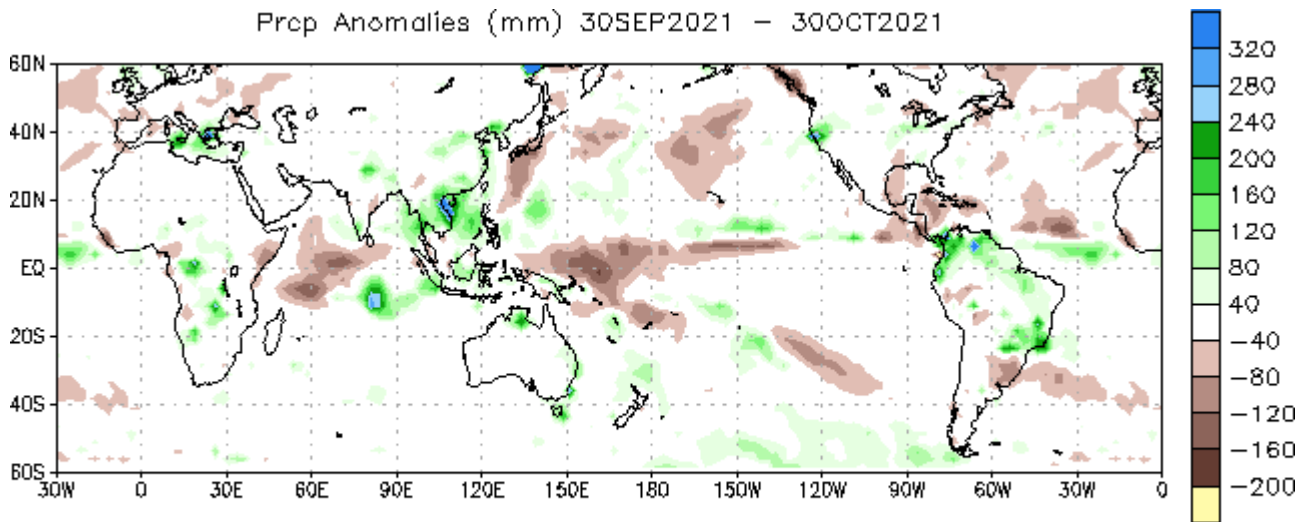 Prcp Anomalies (mm) 30SEP2021 – 30OCT2021
60N
40N
20N
EQ
20S
40S
60S
30W 0 30E 60E 90E 120E 150E 180 150W 120W 90W 60W 30W 0
320
280
240
200
160
120
80
40
−40
−80
−120
−160
−200